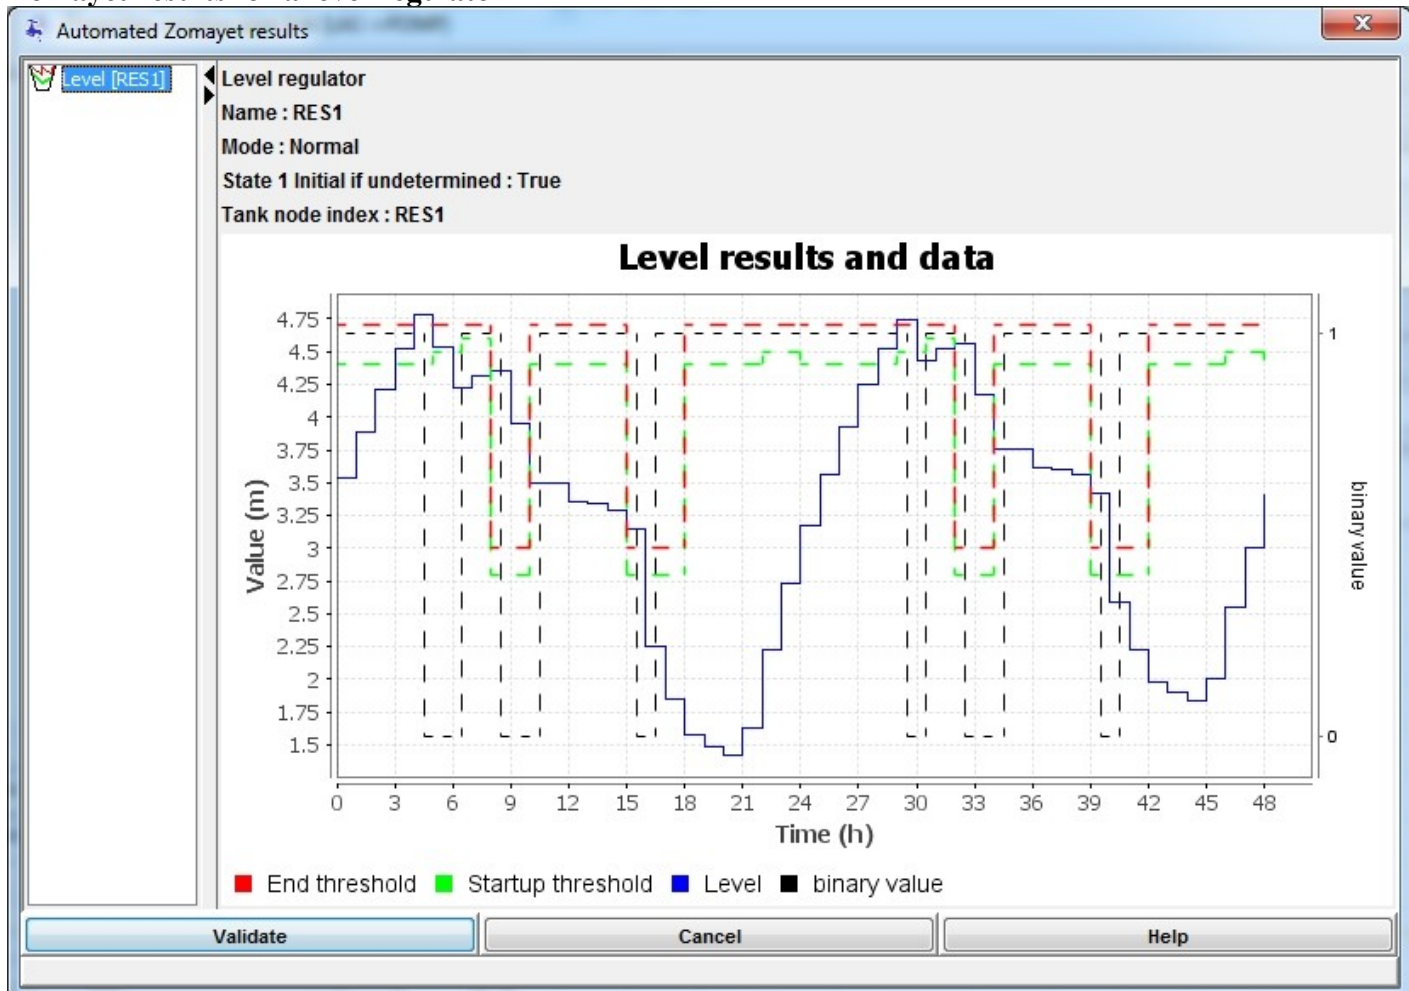 Automated Zomayet results
Level [RES1]
Level regulator
Name : RES1
Mode : Normal
State 1 Initial if undetermined : True
Tank node index : RES1
Level results and data
4.75
4.5
4.25
4
3.75
3.5
3.25
3
2.75
2.5
2.25
2
1.75
1.5
Value (m)
1
0
binary value
0 3 6 9 12 15 18 21 24 27 30 33 36 39 42 45 48
Time (h)
End threshold Startup threshold Level binary value
Validate Cancel Help